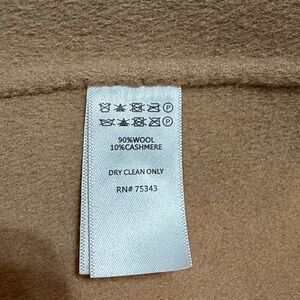 90%WOOL
10%CASHMERE
DRY CLEAN ONLY
RN# 75343